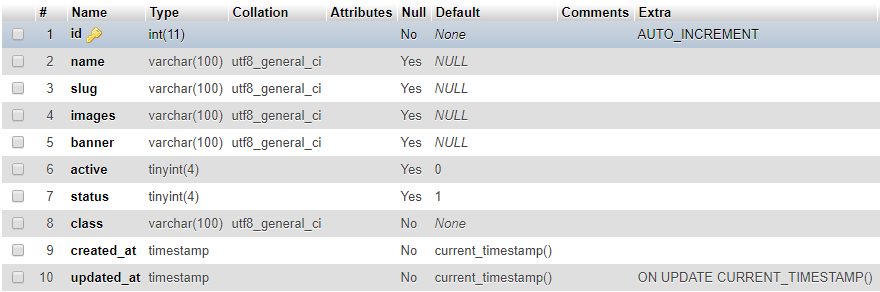 # Name Type Collation Attributes Null Default Comments Extra
1 id int(11) No None AUTO_INCREMENT
2 name varchar(100) utf8_general_ci Yes NULL
3 slug varchar(100) utf8_general_ci Yes NULL
4 images varchar(100) utf8_general_ci Yes NULL
5 banner varchar(100) utf8_general_ci Yes NULL
6 active tinyint(4) Yes 0
7 status tinyint(4) Yes 1
8 class varchar(100) utf8_general_ci No None
9 created_at timestamp No current_timestamp()
10 updated_at timestamp No current_timestamp() ON UPDATE CURRENT_TIMESTAMP()